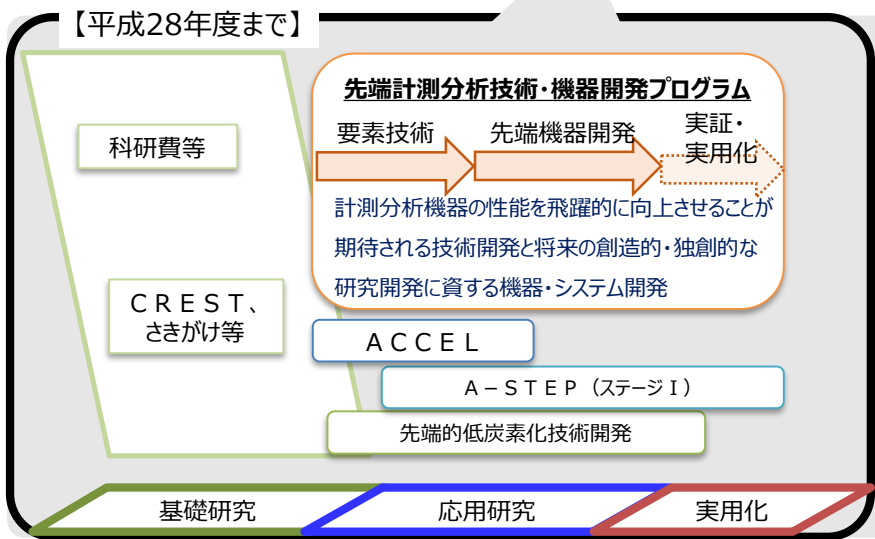 【平成28年度まで】
先端計測分析技術・機器開発プログラム
要素技術
先端機器開発
実証・
実用化
計測分析機器の性能を飛躍的に向上させることが
期待される技術開発と将来の創造的・独創的な
研究開発に資する機器・システム開発
科研費等
ＣＲＥＳＴ、
さきがけ等
ＡＣＣＥＬ
Ａ－ＳＴＥＰ（ステージⅠ）
先端的低炭素化技術開発
基礎研究
応用研究
実用化